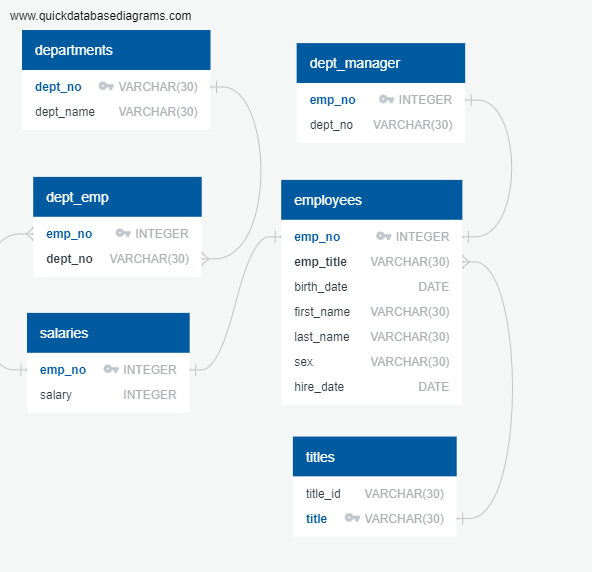 www.quickdatabasediagrams.com
departments
dept_no VARCHAR(30)
dept_name VARCHAR(30)
dept_manager
emp_no INTEGER
dept_no VARCHAR(30)
dept_emp
emp_no INTEGER
dept_no VARCHAR(30)
employees
emp_no INTEGER
emp_title VARCHAR(30)
birth_date DATE
first_name VARCHAR(30)
last_name VARCHAR(30)
sex VARCHAR(30)
hire_date DATE
salaries
emp_no INTEGER
salary INTEGER
titles
title_id VARCHAR(30)
title VARCHAR(30)